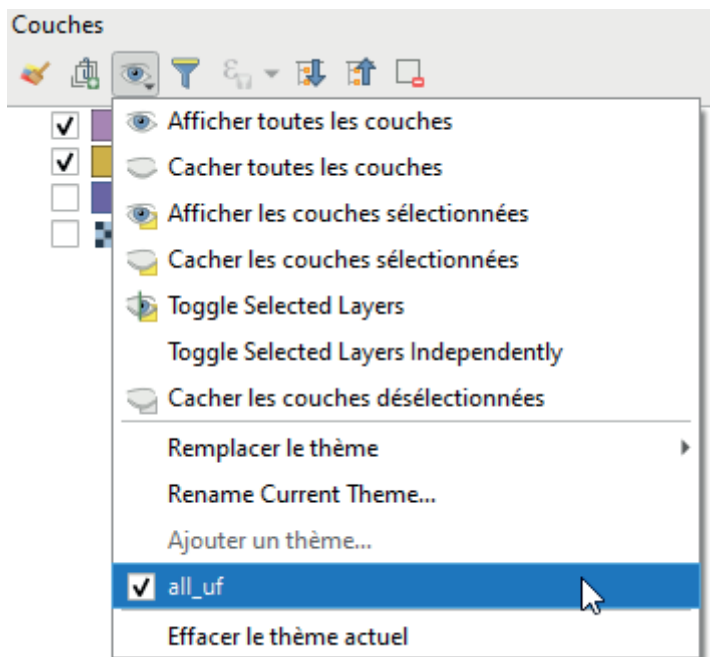 Couches
Afficher toutes les couches
Cacher toutes les couches
Afficher les couches sélectionnées
Cacher les couches sélectionnées
Toggle Selected Layers
Toggle Selected Layers Independently
Cacher les couches désélectionnées
Remplacer le thème
Rename Current Theme...
Ajouter un thème...
all_uf
Effacer le thème actuel